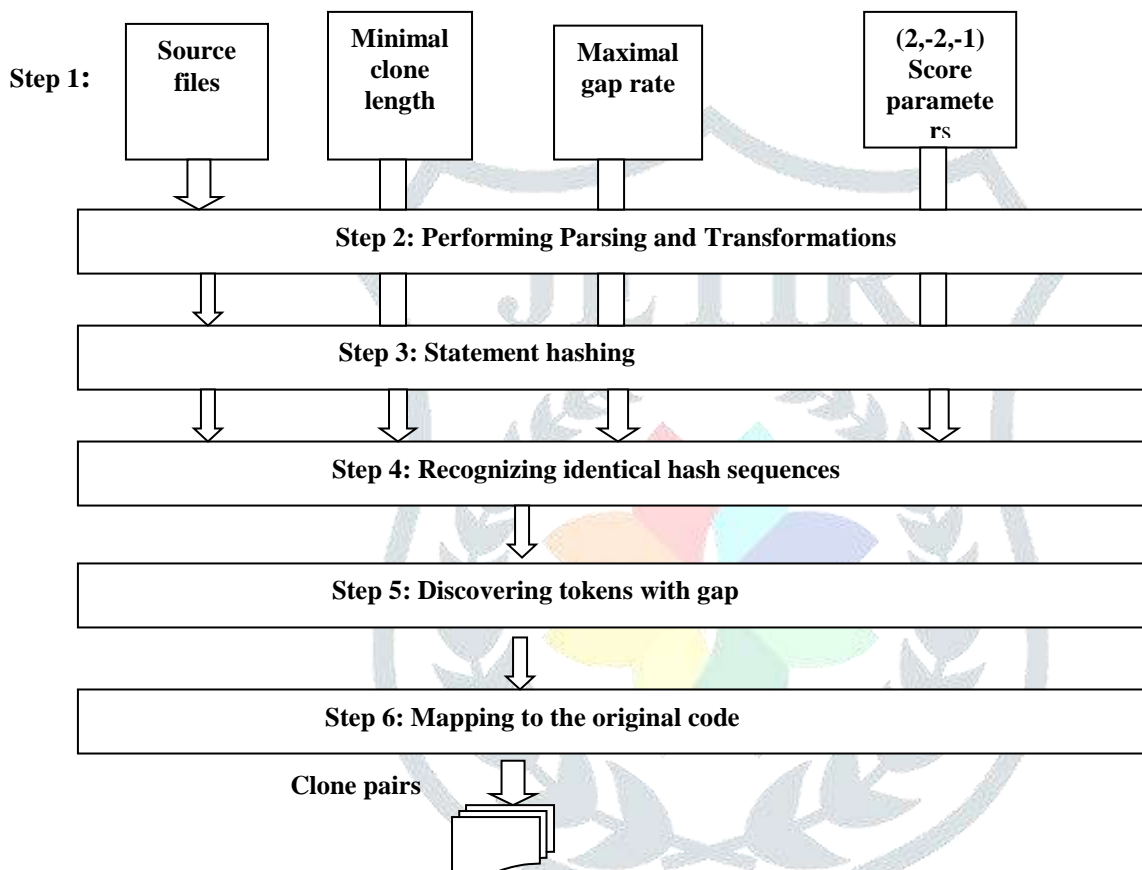 Step 1:
Source
files
Minimal
clone
length
Maximal
gap rate
(2,-2,-1)
Score
paramete
rs
Step 2: Performing Parsing and Transformations
JETIR
Step 3: Statement hashing
Step 4: Recognizing identical hash sequences
Step 5: Discovering tokens with gap
Step 6: Mapping to the original code
Clone pairs